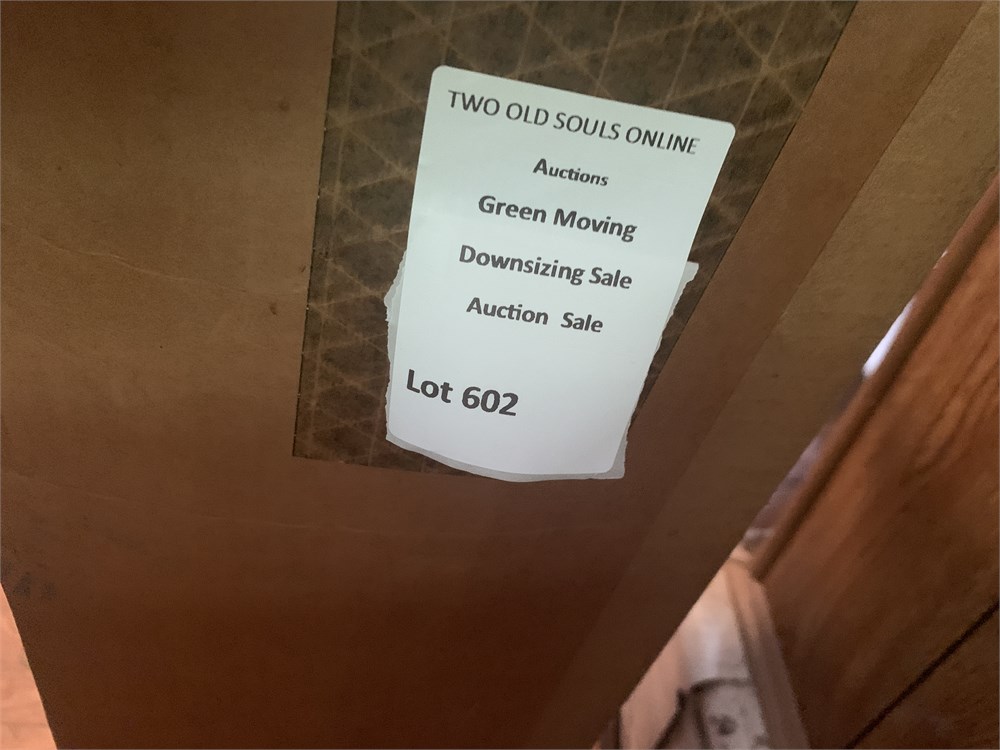 TWO OLD SOULS ONLINE
Auctions
Green Moving
Downsizing Sale
Auction Sale
Lot 602